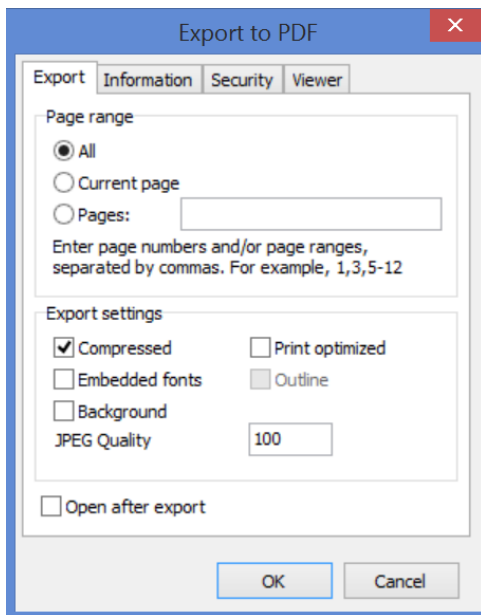 Export to PDF
Export Information Security Viewer
Page range
All
Current page
Pages:
Enter page numbers and/or page ranges,
separated by commas. For example, 1,3,5-12
Export settings
Compressed Print optimized
Embedded fonts Outline
Background
JPEG Quality 100
Open after export
OK Cancel